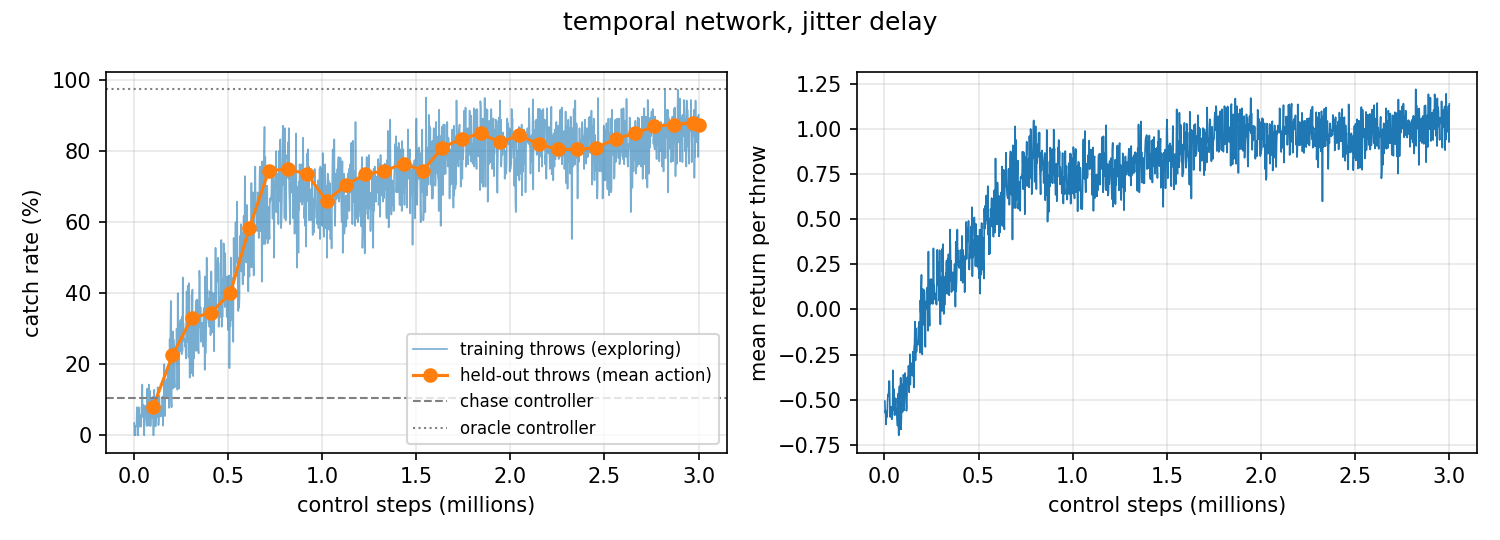 temporal network, jitter delay
catch rate (%)
100
80
60
40
20
0
training throws (exploring)
held-out throws (mean action)
chase controller
oracle controller
0.0 0.5 1.0 1.5 2.0 2.5 3.0
control steps (millions)
mean return per throw
1.25
1.00
0.75
0.50
0.25
0.00
−0.25
−0.50
−0.75
0.0 0.5 1.0 1.5 2.0 2.5 3.0
control steps (millions)